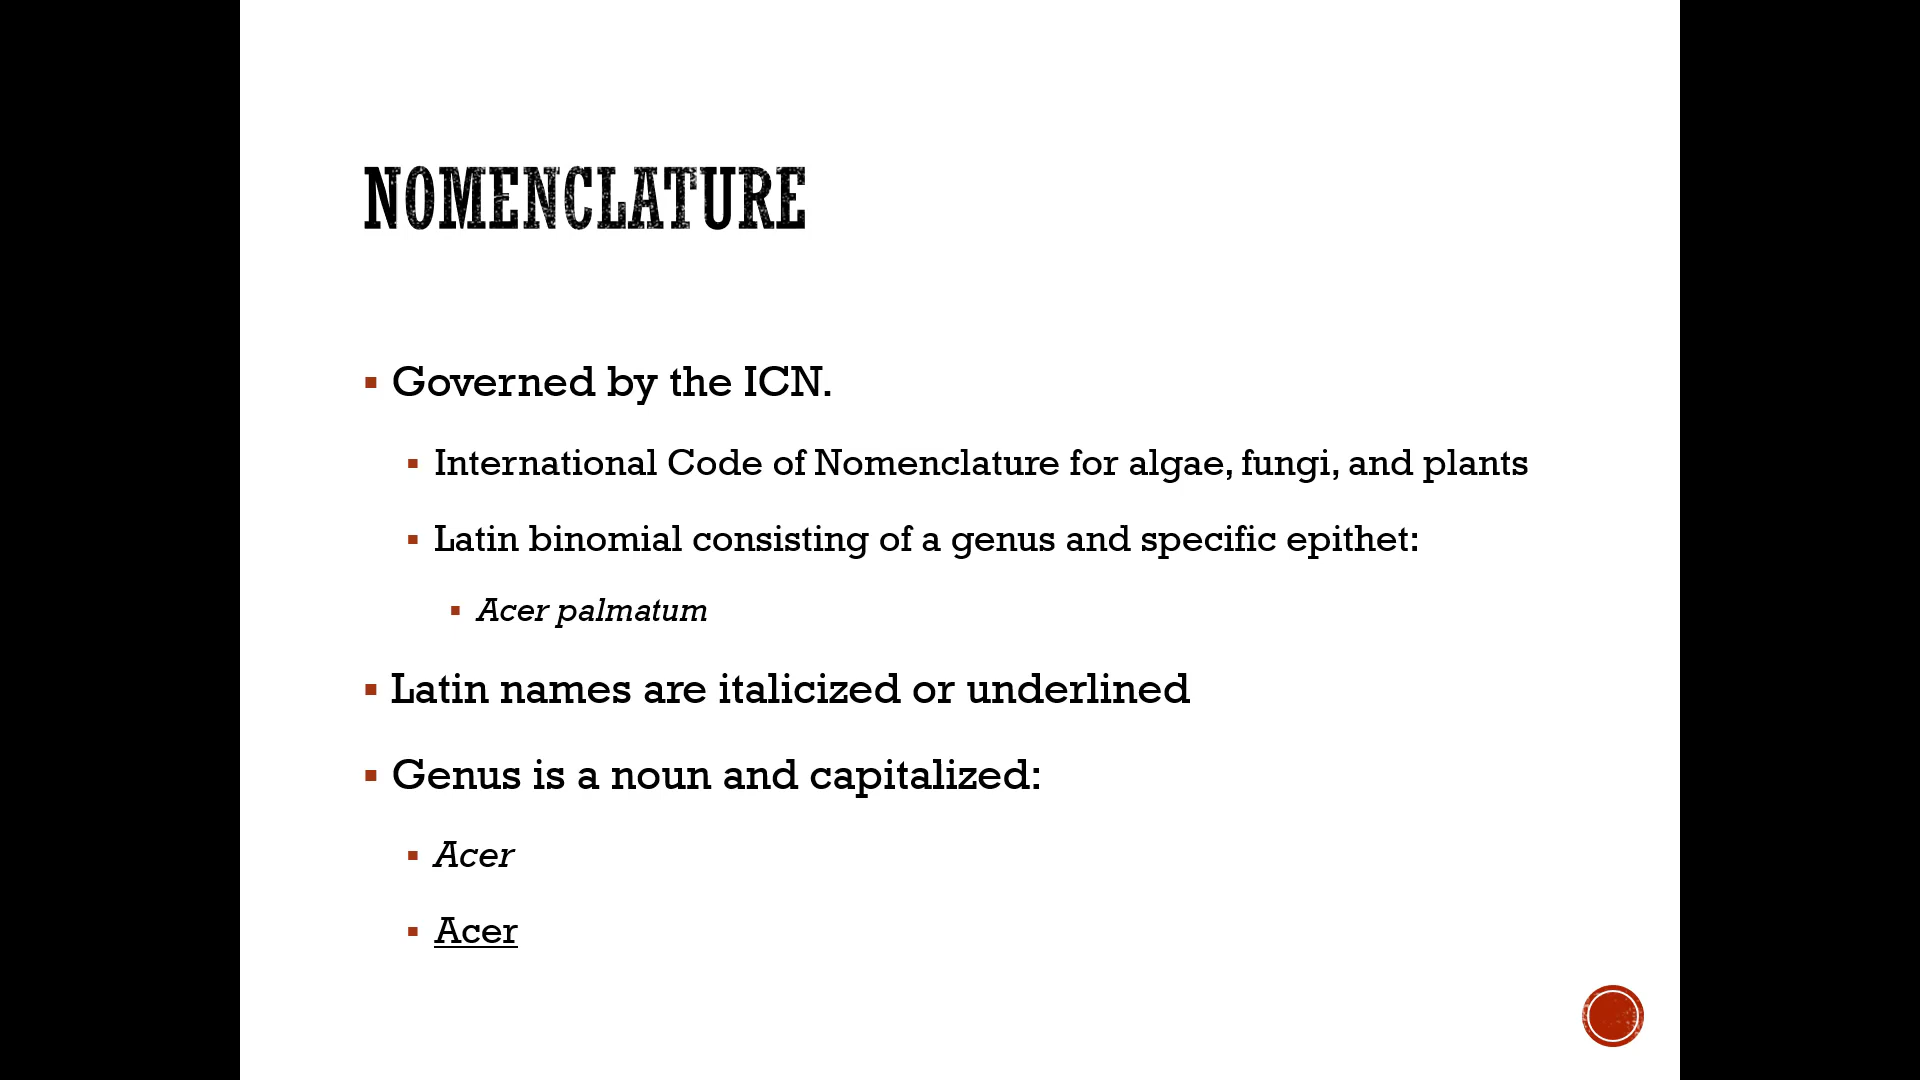 NOMENCLATURE
Governed by the ICN.
International Code of Nomenclature for algae, fungi, and plants
Latin binomial consisting of a genus and specific epithet:
Acer palmatum
Latin names are italicized or underlined
Genus is a noun and capitalized:
Acer
Acer